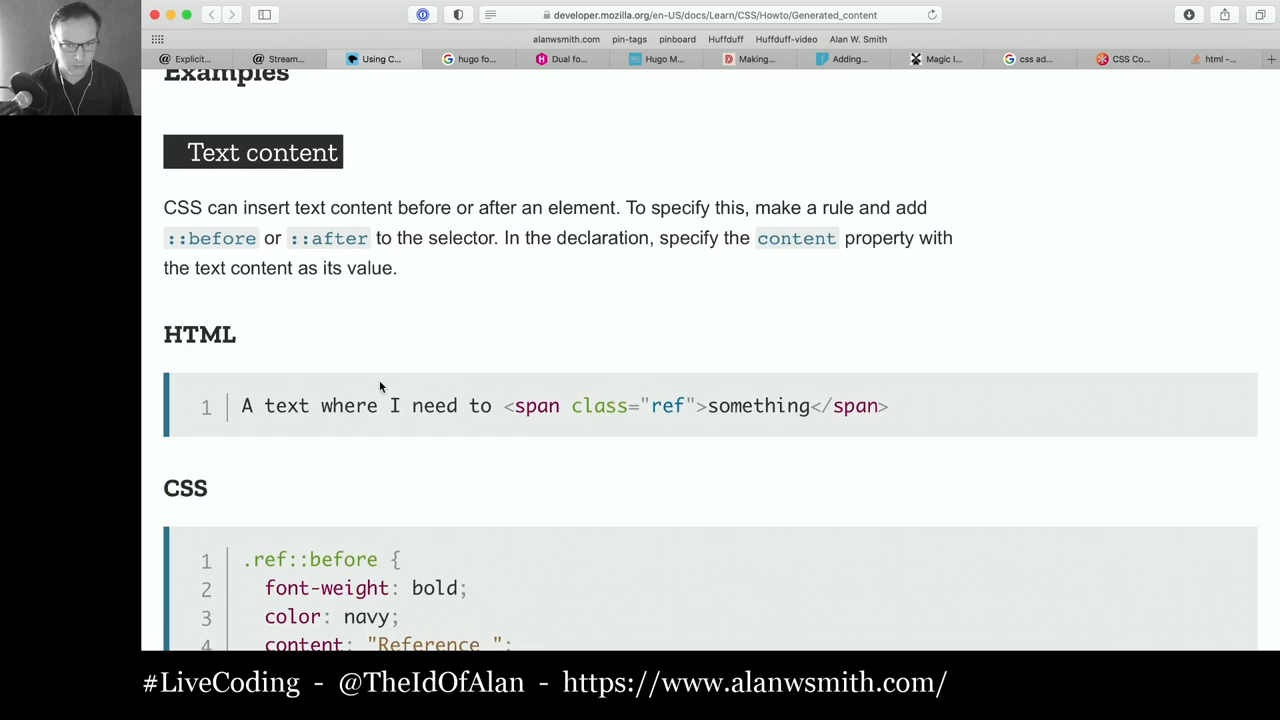 developer.mozilla.org/en-US/docs/Learn/CSS/Howto/Generated_content
alanwsmith.com pin-tags pinboard Huffduff Huffduff-video Alan W. Smith
Explicit... Stream... Using C... hugo fo... Dual fo... Hugo M... Making... Adding... Magic I... css ad... CSS Co... html -...
Examples
Text content
CSS can insert text content before or after an element. To specify this, make a rule and add
::before or ::after to the selector. In the declaration, specify the content property with
the text content as its value.
HTML
1 A text where I need to <span class="ref">something</span>
CSS
1 .ref::before {
2 font-weight: bold;
3 color: navy;
4 content: "Reference ";
#LiveCoding - @TheIdOfAlan - https://www.alanwsmith.com/